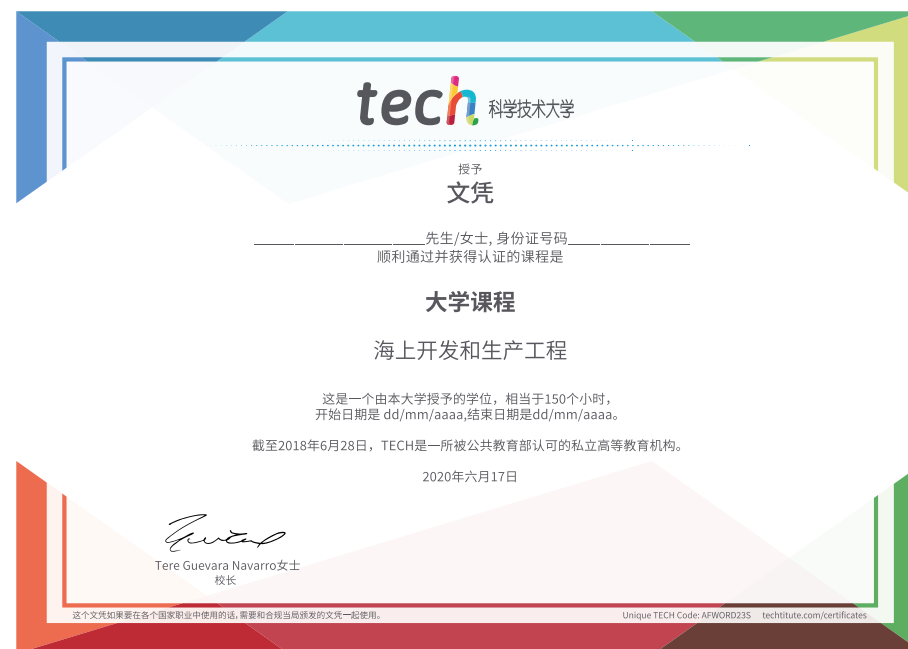 tech 科学技术大学
授予
文凭
____________________先生/女士, 身份证号码______________
顺利通过并获得认证的课程是
大学课程
海上开发和生产工程
这是一个由本大学授予的学位，相当于150个小时，
开始日期是 dd/mm/aaaa,结束日期是dd/mm/aaaa。
截至2018年6月28日，TECH是一所被公共教育部认可的私立高等教育机构。
2020年六月17日
Tere Guevara Navarro女士
校长
这个文凭如果要在各个国家职业中使用的话,需要和合规当局颁发的文凭一起使用。
Unique TECH Code: AFWORD23S techtitute.com/certificates